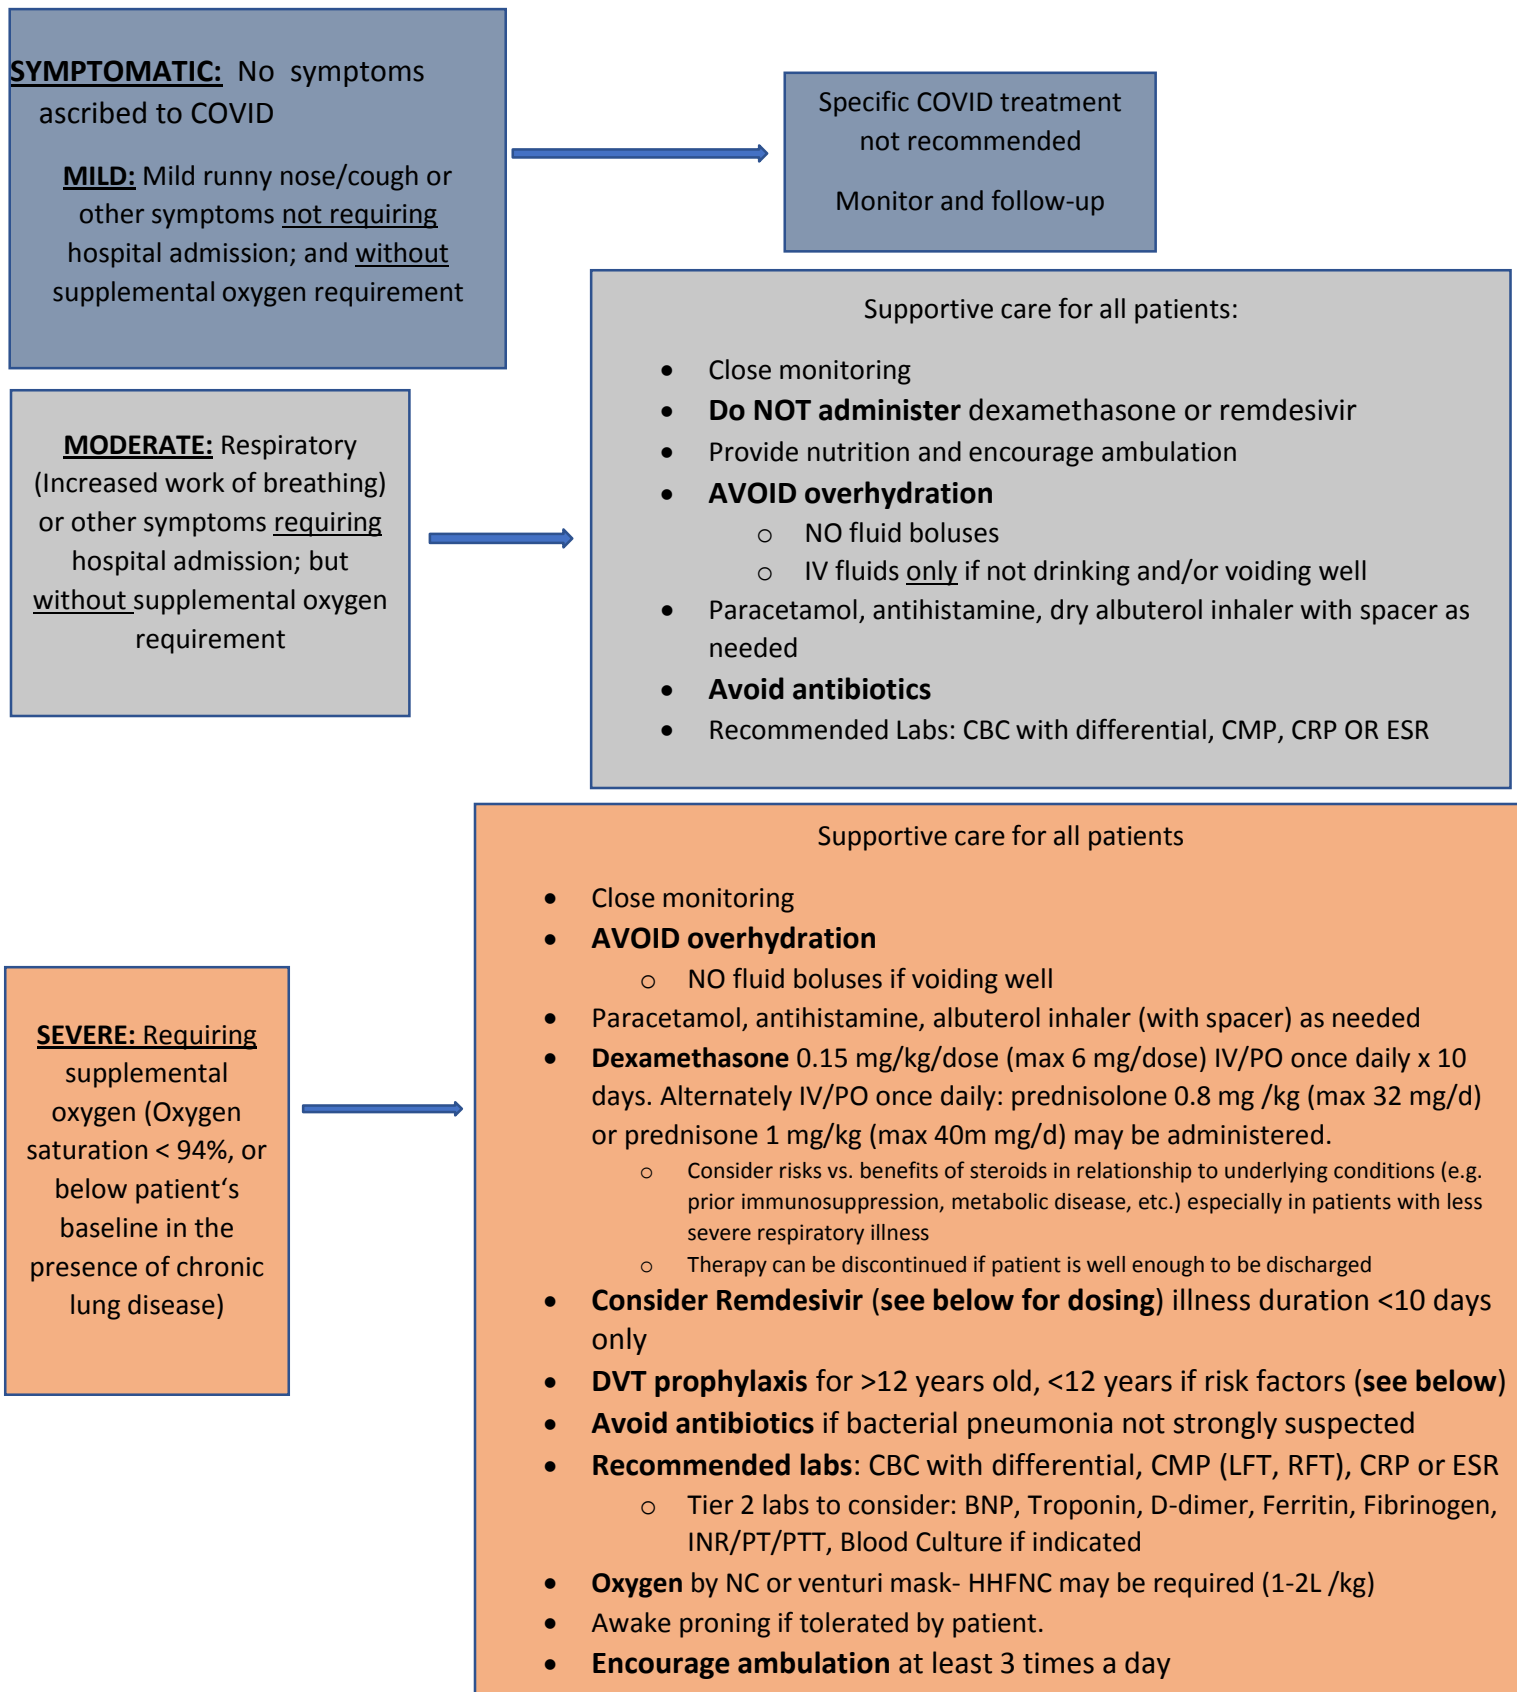 SYMPTOMATIC: No symptoms
ascribed to COVID
MILD: Mild runny nose/cough or
other symptoms not requiring
hospital admission; and without
supplemental oxygen requirement
Specific COVID treatment
not recommended
Monitor and follow-up
MODERATE: Respiratory
(Increased work of breathing)
or other symptoms requiring
hospital admission; but
without supplemental oxygen
requirement
Supportive care for all patients:
• Close monitoring
• Do NOT administer dexamethasone or remdesivir
• Provide nutrition and encourage ambulation
• AVOID overhydration
o NO fluid boluses
o IV fluids only if not drinking and/or voiding well
• Paracetamol, antihistamine, dry albuterol inhaler with spacer as
needed
• Avoid antibiotics
• Recommended Labs: CBC with differential, CMP, CRP OR ESR
SEVERE: Requiring
supplemental
oxygen (Oxygen
saturation < 94%, or
below patient‘s
baseline in the
presence of chronic
lung disease)
Supportive care for all patients
• Close monitoring
• AVOID overhydration
o NO fluid boluses if voiding well
• Paracetamol, antihistamine, albuterol inhaler (with spacer) as needed
• Dexamethasone 0.15 mg/kg/dose (max 6 mg/dose) IV/PO once daily x 10
days. Alternately IV/PO once daily: prednisolone 0.8 mg /kg (max 32 mg/d)
or prednisone 1 mg/kg (max 40m mg/d) may be administered.
o Consider risks vs. benefits of steroids in relationship to underlying conditions (e.g.
prior immunosuppression, metabolic disease, etc.) especially in patients with less
severe respiratory illness
o Therapy can be discontinued if patient is well enough to be discharged
• Consider Remdesivir (see below for dosing) illness duration <10 days
only
• DVT prophylaxis for >12 years old, <12 years if risk factors (see below)
• Avoid antibiotics if bacterial pneumonia not strongly suspected
• Recommended labs: CBC with differential, CMP (LFT, RFT), CRP or ESR
o Tier 2 labs to consider: BNP, Troponin, D-dimer, Ferritin, Fibrinogen,
INR/PT/PTT, Blood Culture if indicated
• Oxygen by NC or venturi mask- HHFNC may be required (1-2L /kg)
• Awake proning if tolerated by patient.
• Encourage ambulation at least 3 times a day